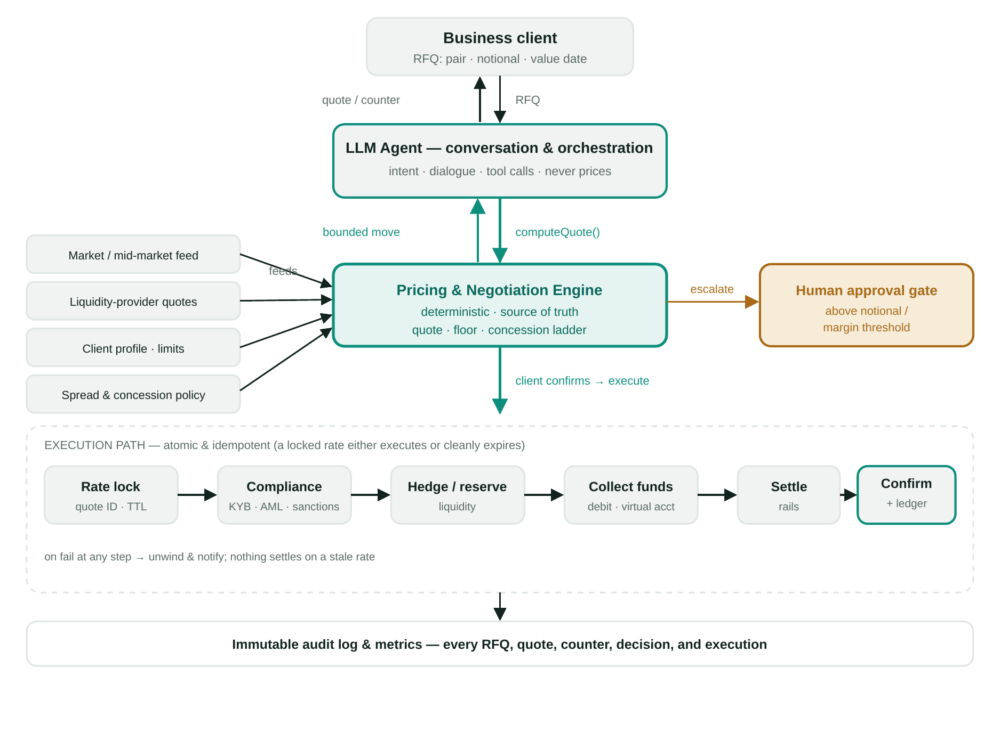 Business client
RFQ: pair · notional · value date
quote / counter
RFQ
LLM Agent — conversation & orchestration
intent · dialogue · tool calls · never prices
bounded move
computeQuote()
Market / mid-market feed
feeds
Liquidity-provider quotes
Client profile · limits
Spread & concession policy
Pricing & Negotiation Engine
deterministic · source of truth
quote · floor · concession ladder
escalate
Human approval gate
above notional /
margin threshold
client confirms → execute
EXECUTION PATH — atomic & idempotent (a locked rate either executes or cleanly expires)
Rate lock
quote ID · TTL
Compliance
KYB · AML · sanctions
Hedge / reserve
liquidity
Collect funds
debit · virtual acct
Settle
rails
Confirm
+ ledger
on fail at any step → unwind & notify; nothing settles on a stale rate
Immutable audit log & metrics — every RFQ, quote, counter, decision, and execution